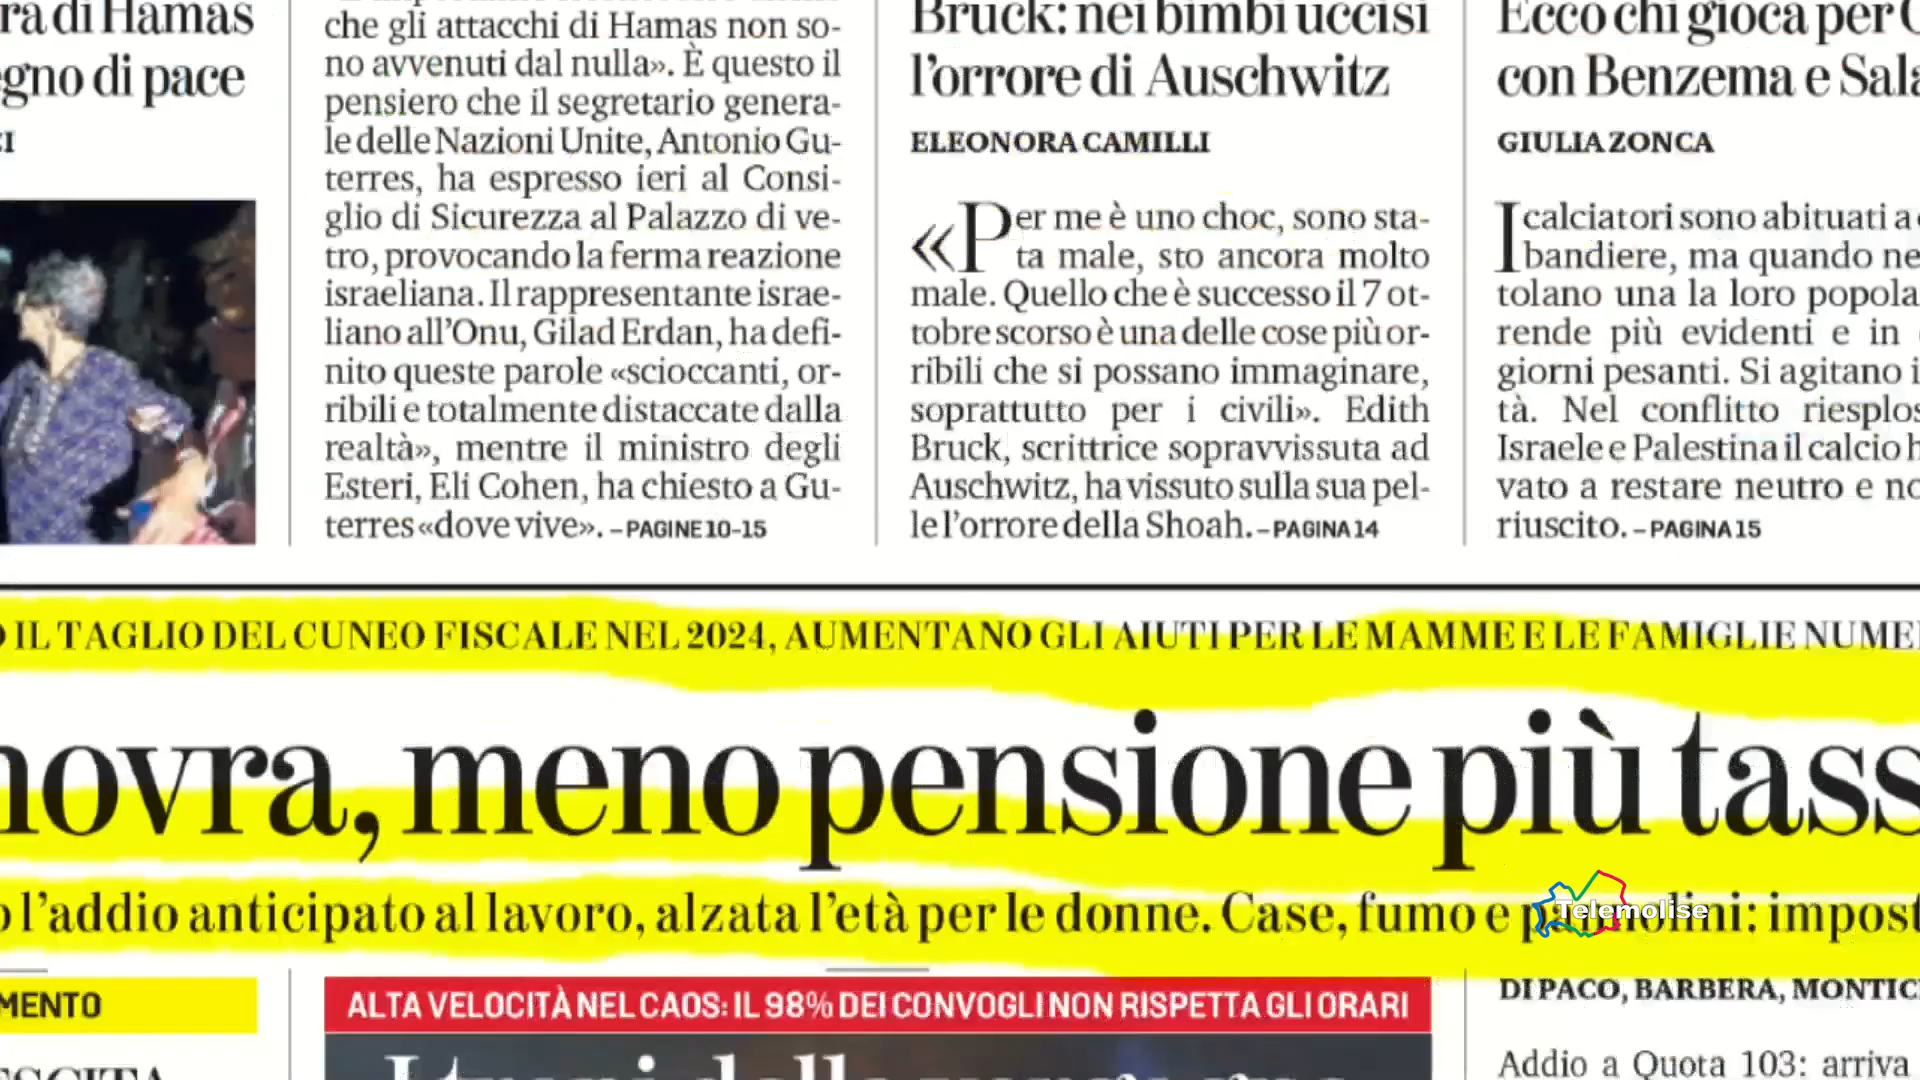 ra di Hamas
egno di pace
che gli attacchi di Hamas non so-
no avvenuti dal nulla». È questo il
pensiero che il segretario genera-
le delle Nazioni Unite, Antonio Gu-
terres, ha espresso ieri al Consi-
glio di Sicurezza al Palazzo di ve-
tro, provocando la ferma reazione
israeliana. Il rappresentante israe-
liano all'Onu, Gilad Erdan, ha defi-
nito queste parole «scioccanti, or-
ribili e totalmente distaccate dalla
realtà», mentre il ministro degli
Esteri, Eli Cohen, ha chiesto a Gu-
terres «dove vive». – PAGINE 10-15
Bruck: nei bimbi uccisi
l'orrore di Auschwitz
ELEONORA CAMILLI
«Per me è uno choc, sono sta-
ta male, sto ancora molto
male. Quello che è successo il 7 ot-
tobre scorso è una delle cose più or-
ribili che si possano immaginare,
soprattutto per i civili». Edith
Bruck, scrittrice sopravvissuta ad
Auschwitz, ha vissuto sulla sua pel-
le l'orrore della Shoah. – PAGINA 14
Ecco chi gioca per
con Benzema e Sala
GIULIA ZONCA
I calciatori sono abituati a
bandiere, ma quando ne
tolano una la loro popola
rende più evidenti e in
giorni pesanti. Si agitano i
tà. Nel conflitto riesplos
Israele e Palestina il calcio h
vato a restare neutro e no
riuscito. – PAGINA 15
O IL TAGLIO DEL CUNEO FISCALE NEL 2024, AUMENTANO GLI AIUTI PER LE MAMME E LE FAMIGLIE NUME
novra, meno pensione più tass
o l'addio anticipato al lavoro, alzata l'età per le donne. Case, fumo e pannolini: impost
Telemolise
MENTO
ALTA VELOCITÀ NEL CAOS: IL 98% DEI CONVOGLI NON RISPETTA GLI ORARI
DI PACO, BARBERA, MONTIC
Addio a Quota 103: arriva